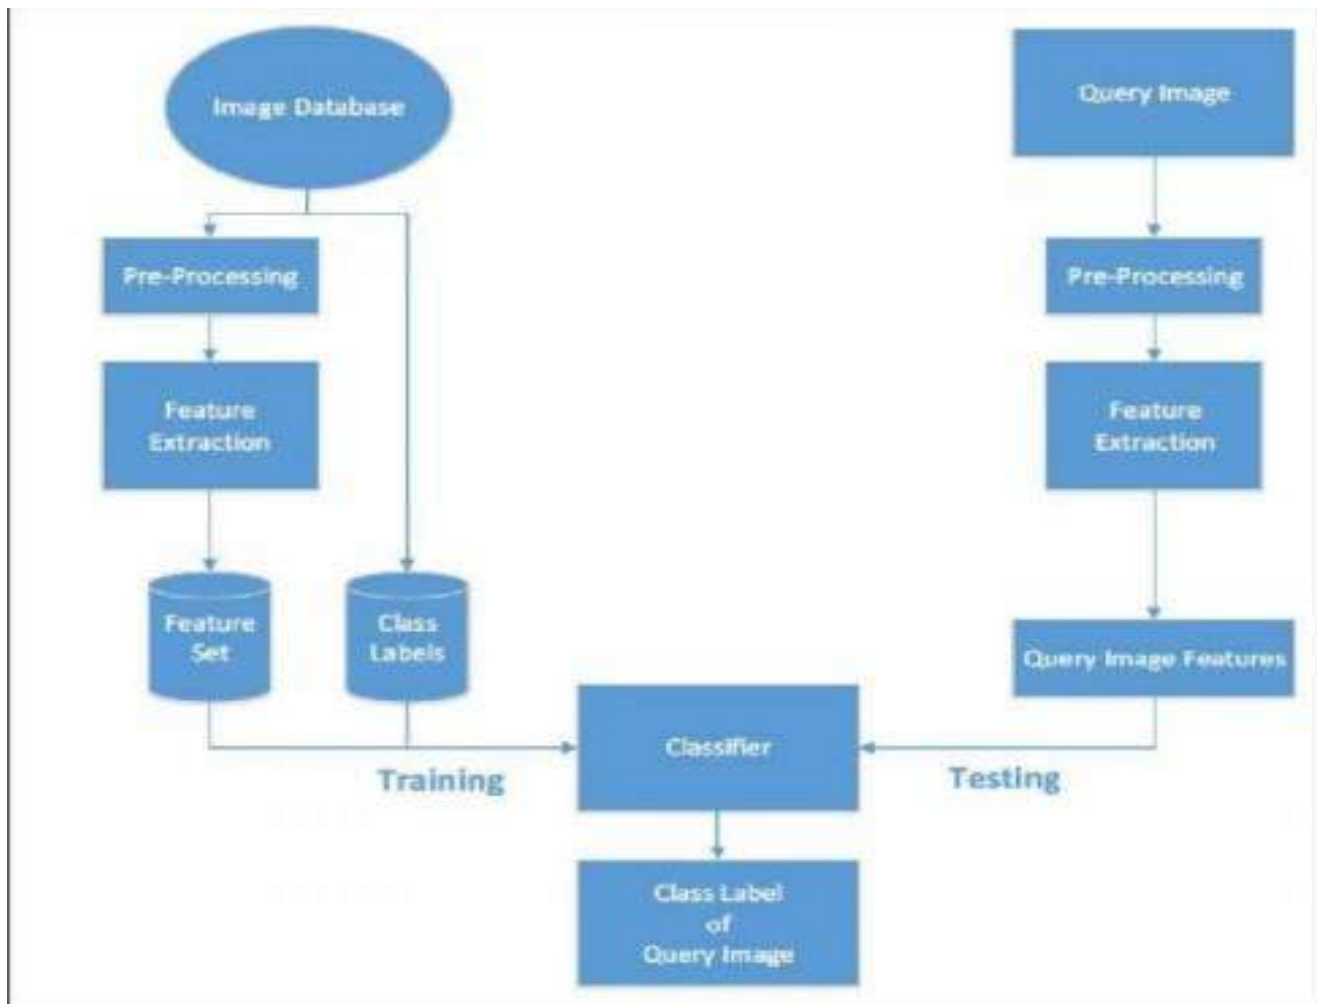 Image Database
Query Image
Pre-Processing
Pre-Processing
Feature
Extraction
Feature
Extraction
Feature
Set
Class
Labels
Query Image Features
Classifier
Training
Testing
Class Label
of
Query Image